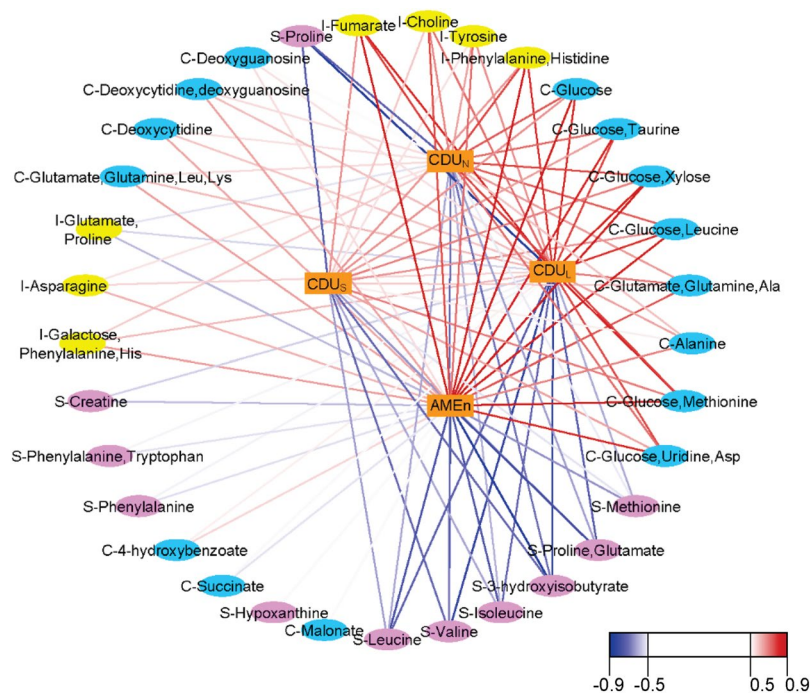 I-Choline
I-Fumarate
S-Proline
I-Tyrosine
C-Deoxyguanosine
I-Phenylalanine,Histidine
C-Deoxycytidine,deoxyguanosine
C-Glucose
C-Deoxycytidine
C-Glucose,Taurine
CDUN
C-Glutamate,Glutamine,Leu,Lys
C-Glucose,Xylose
I-Glutamate,
Proline
C-Glucose,Leucine
CDUL
CDUS
I-Asparagine
C-Glutamate,Glutamine,Ala
I-Galactose,
Phenylalanine,His
C-Alanine
S-Creatine
AMEn
C-Glucose,Methionine
S-Phenylalanine,Tryptophan
C-Glucose,Uridine,Asp
S-Phenylalanine
S-Methionine
C-4-hydroxybenzoate
S-Proline,Glutamate
C-Succinate
S-3-hydroxyisobutyrate
S-Hypoxanthine
S-Isoleucine
C-Malonate
S-Leucine
S-Valine
-0.9 -0.5 0.5 0.9